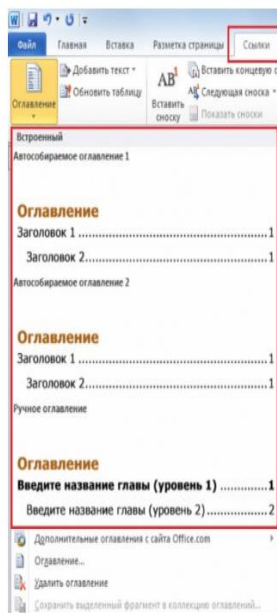 Файл Главная Вставка Разметка страницы Ссылки
Оглавление
Добавить текст
Обновить таблицу
AB¹
Вставить сноску
Вставить концевую с
Следующая сноска
Показать сноски
Встроенный
Автособираемое оглавление 1
Оглавление
Заголовок 1 ............................................1
Заголовок 2............................................1
Автособираемое оглавление 2
Оглавление
Заголовок 1 ............................................1
Заголовок 2............................................1
Ручное оглавление
Оглавление
Введите название главы (уровень 1) ..............1
Введите название главы (уровень 2)..................2
Дополнительные оглавления с сайта Office.com
Оглавление...
Удалить оглавление
Сохранить выделенный фрагмент в коллекцию оглавлений...